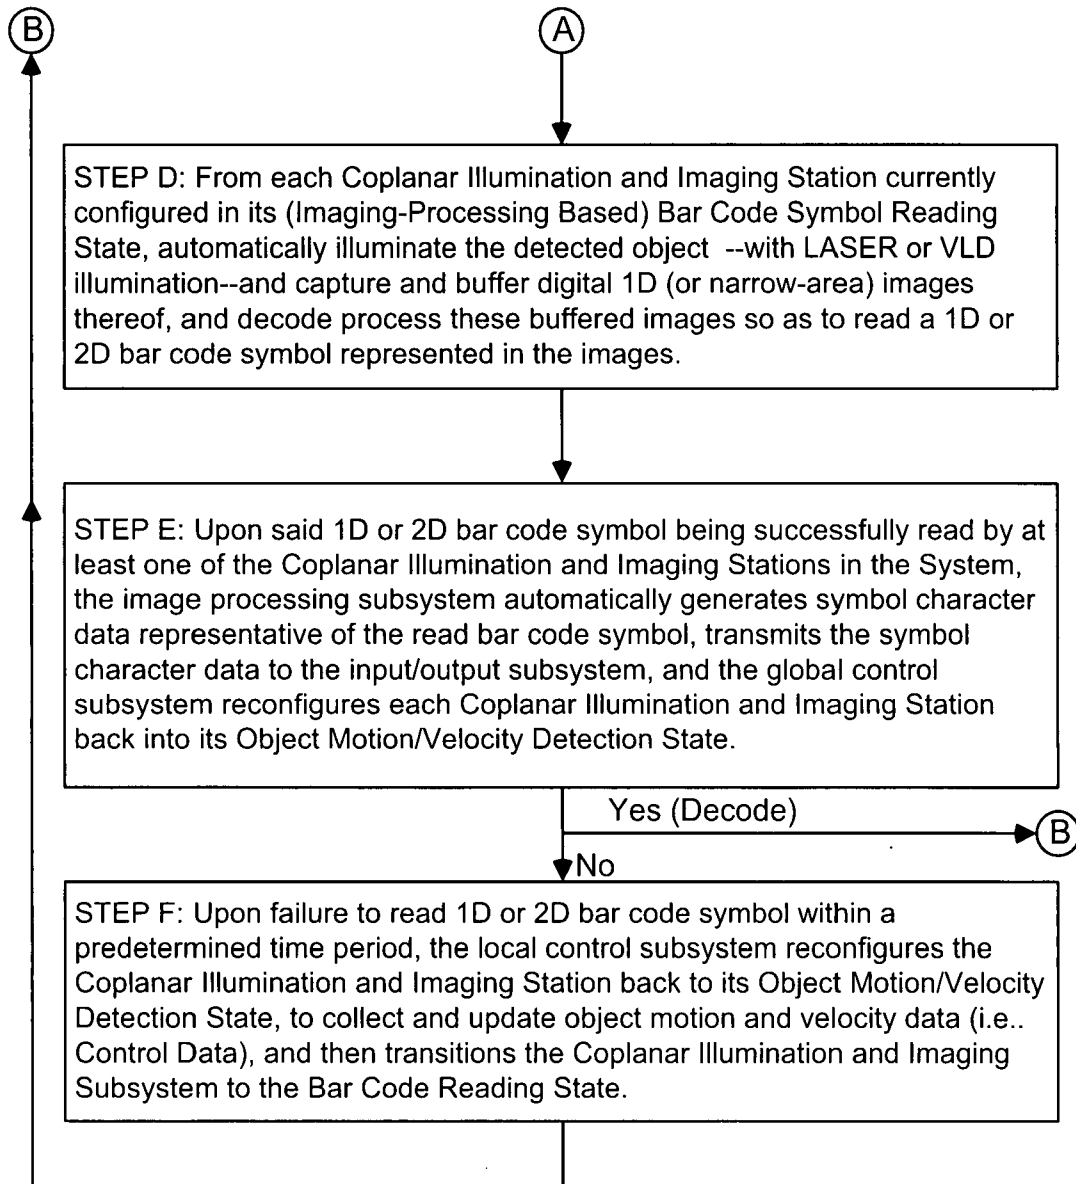 B
A
STEP D: From each Coplanar Illumination and Imaging Station currently
configured in its (Imaging-Processing Based) Bar Code Symbol Reading
State, automatically illuminate the detected object --with LASER or VLD
illumination--and capture and buffer digital 1D (or narrow-area) images
thereof, and decode process these buffered images so as to read a 1D or
2D bar code symbol represented in the images.
STEP E: Upon said 1D or 2D bar code symbol being successfully read by at
least one of the Coplanar Illumination and Imaging Stations in the System,
the image processing subsystem automatically generates symbol character
data representative of the read bar code symbol, transmits the symbol
character data to the input/output subsystem, and the global control
subsystem reconfigures each Coplanar Illumination and Imaging Station
back into its Object Motion/Velocity Detection State.
Yes (Decode)
B
No
STEP F: Upon failure to read 1D or 2D bar code symbol within a
predetermined time period, the local control subsystem reconfigures the
Coplanar Illumination and Imaging Station back to its Object Motion/Velocity
Detection State, to collect and update object motion and velocity data (i.e..
Control Data), and then transitions the Coplanar Illumination and Imaging
Subsystem to the Bar Code Reading State.